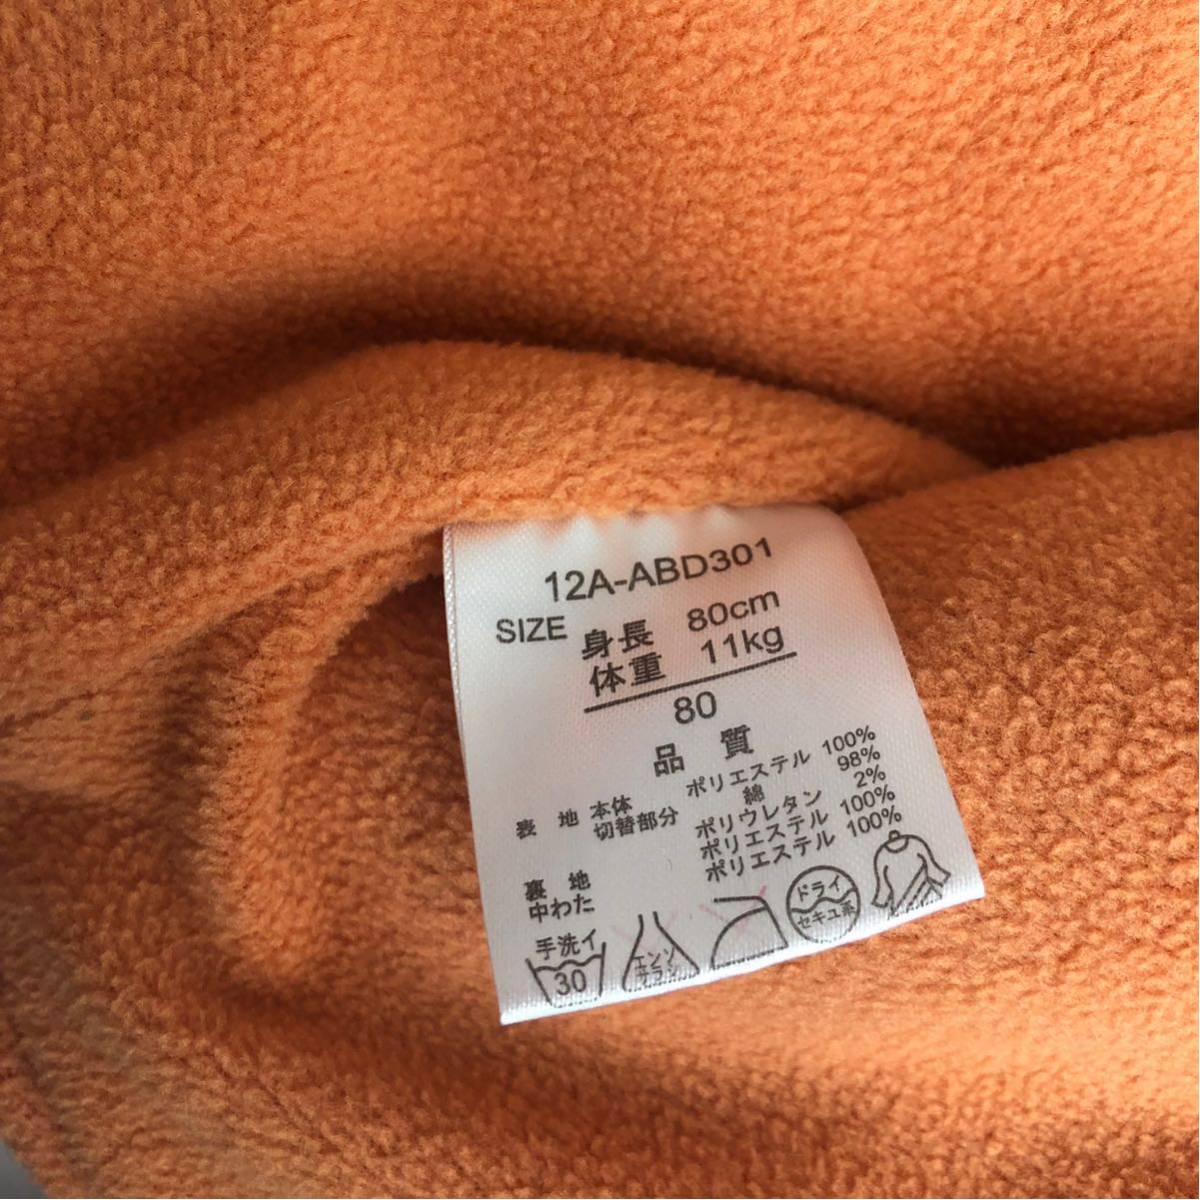 12A-ABD301
SIZE 身長 80cm
体重 11kg
80
品 質
表 地 本体 ポリエステル 100%
切替部分 綿 98%
ポリウレタン 2%
裏 地 ポリエステル 100%
中わた ポリエステル 100%
手洗イ 30 エンソ サラシ ドライ セキユ系